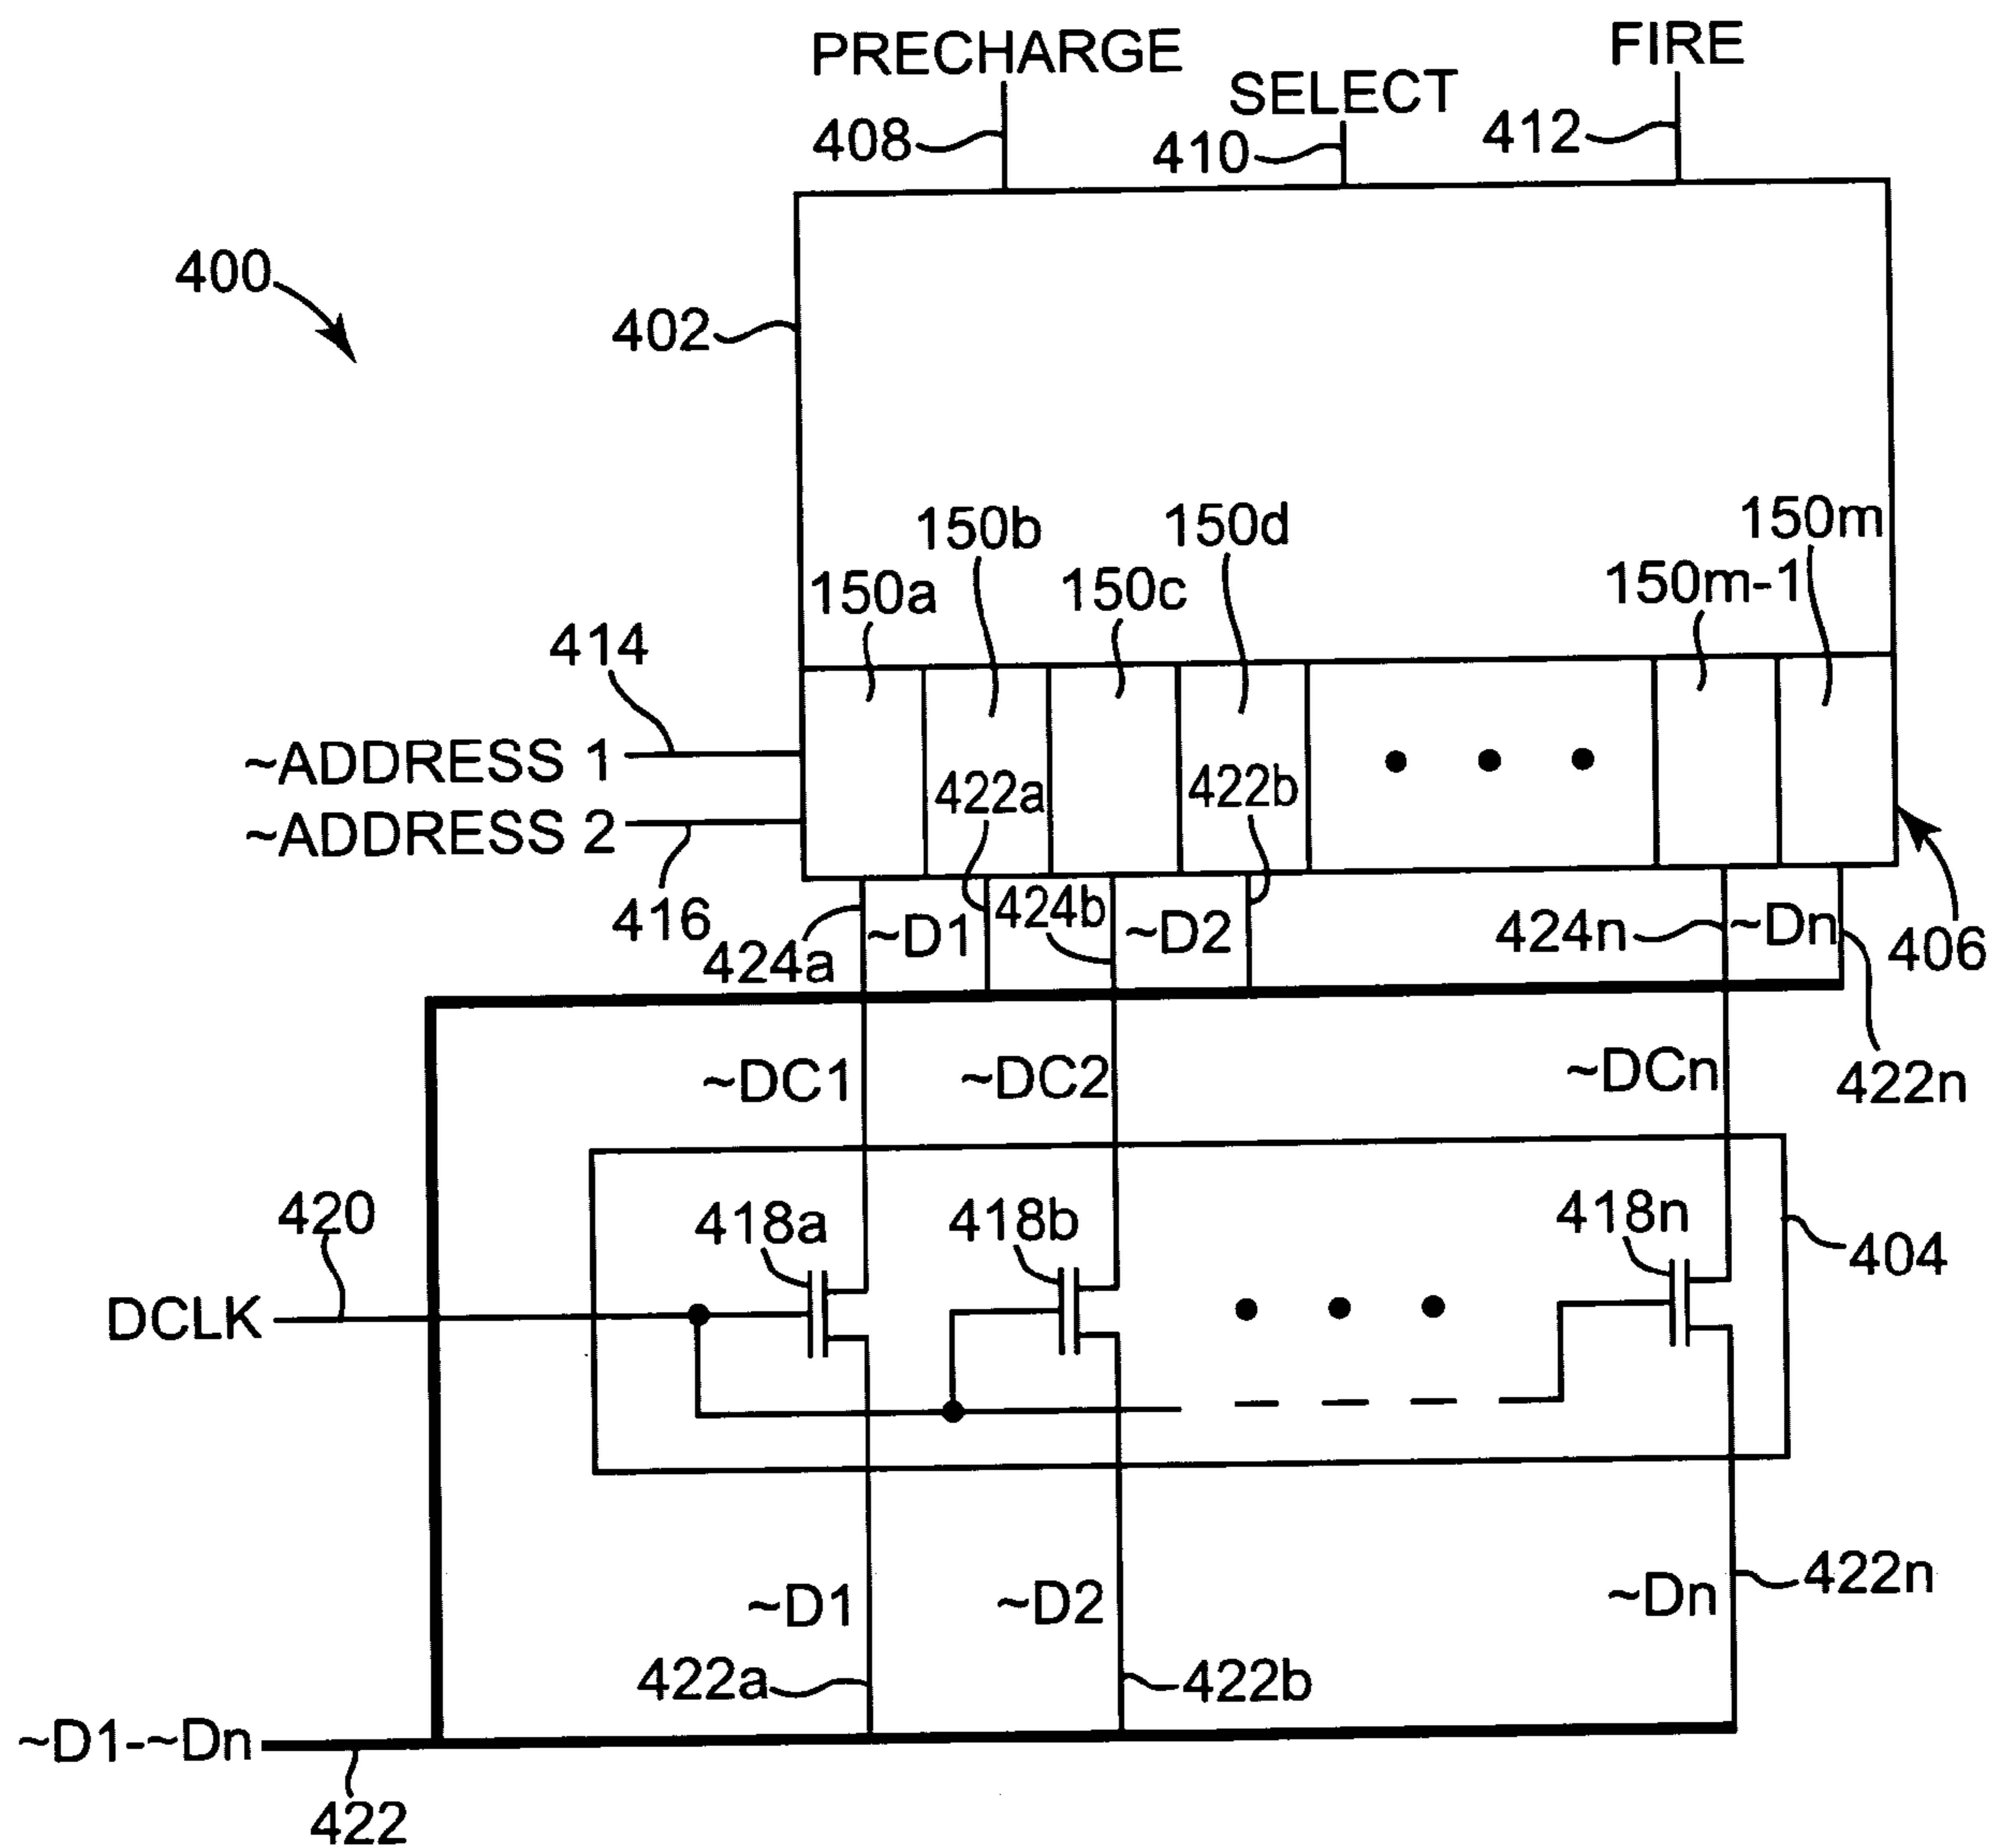 PRECHARGE
FIRE
SELECT
408
410
412
400
402
150b
150d
150m
150a
150c
150m-1
414
~ADDRESS 1
422a
422b
~ADDRESS 2
416
424a
~D1
424b
~D2
424n
~Dn
406
~DC1
~DC2
~DCn
422n
420
418a
418b
418n
404
DCLK
~D1
~D2
~Dn
422n
422a
422b
~D1-~Dn
422